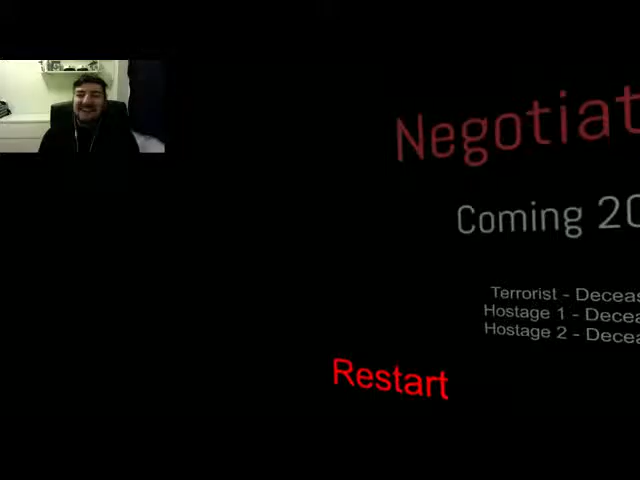 Negotiat
Coming 20
Terrorist - Deceas
Hostage 1 - Decea
Hostage 2 - Decea
Restart